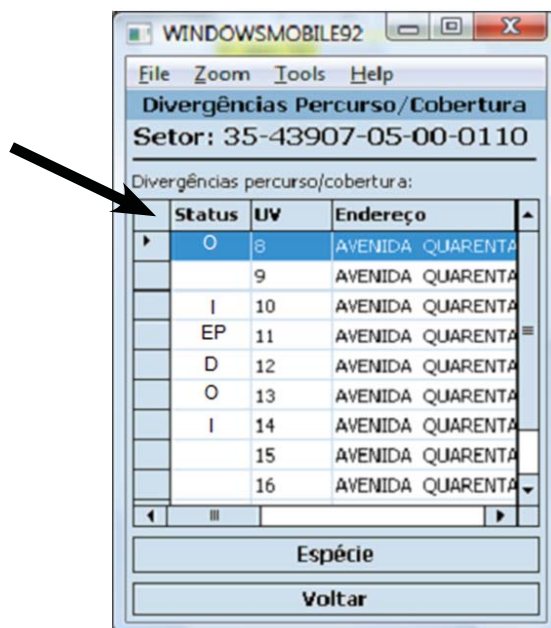 WINDOWSMOBILE92
File Zoom Tools Help
Divergências Percurso/Cobertura
Setor: 35-43907-05-00-0110
Divergências percurso/cobertura:
Status UV Endereço
O 8 AVENIDA QUARENTA
9 AVENIDA QUARENTA
I 10 AVENIDA QUARENTA
EP 11 AVENIDA QUARENTA
D 12 AVENIDA QUARENTA
O 13 AVENIDA QUARENTA
I 14 AVENIDA QUARENTA
15 AVENIDA QUARENTA
16 AVENIDA QUARENTA
Espécie
Voltar